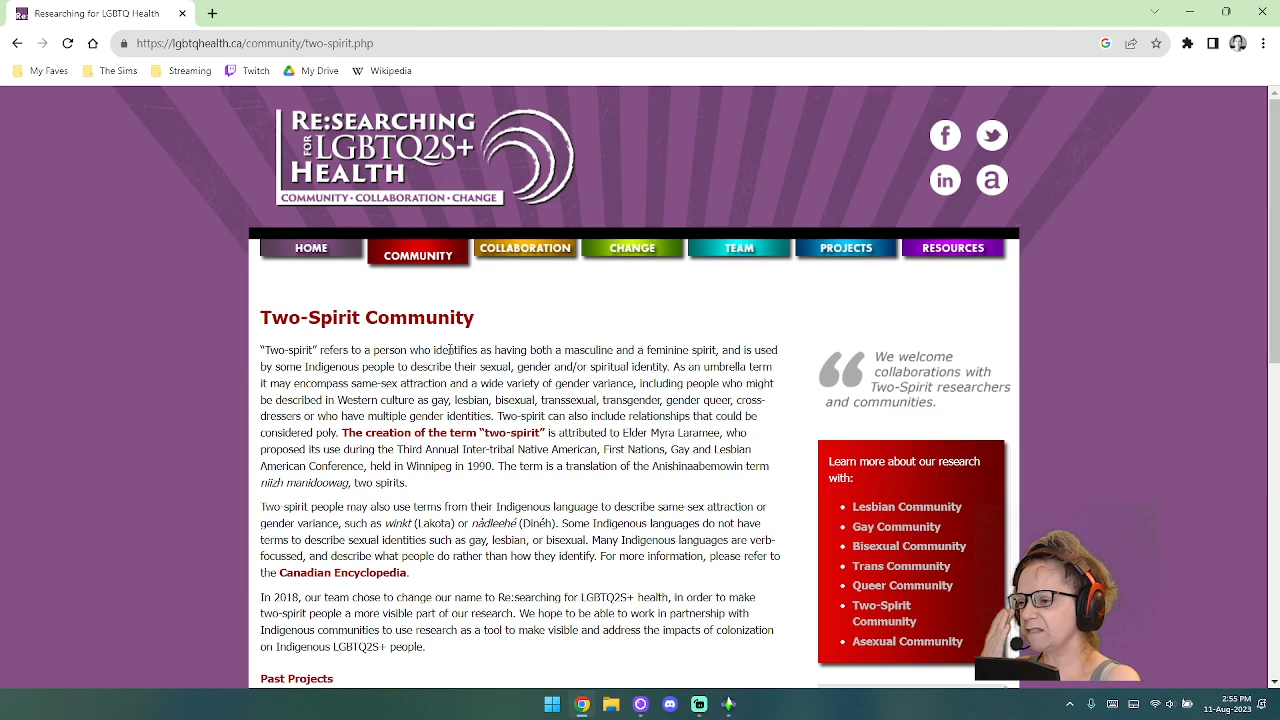 Researching for LGBTQ2S+ H
https://lgbtqhealth.ca/community/two-spirit.php
My Faves
The Sims
Streaming
Twitch
My Drive
Wikipedia
RE:SEARCHING
FOR LGBTQ2S+
HEALTH
COMMUNITY · COLLABORATION · CHANGE
HOME
COMMUNITY
COLLABORATION
CHANGE
TEAM
PROJECTS
RESOURCES
Two-Spirit Community
“Two-spirit” refers to a person who identifies as having both a masculine and a feminine spirit, and is used
by some Indigenous people to describe their sexual, gender and/or spiritual identity. As an umbrella term
it may encompass same-sex attraction and a wide variety of gender variance, including people who might
be described in Western culture as gay, lesbian, bisexual, transsexual, transgender, gender queer, cross-
dressers or who have multiple gender identities. Two-spirit can also include relationships that could be
considered poly. The creation of the term “two-spirit” is attributed to Elder Myra Laramee, who
proposed its use during the Third Annual Inter-tribal Native American, First Nations, Gay and Lesbian
American Conference, held in Winnipeg in 1990. The term is a translation of the Anishinaabemowin term
niizh manidoowag, two spirits.
Two spirit people may also use terms from their Indigenous language to describe same-sex attraction or
gender variance, such as winkt (Lakota) or nàdleehé (Dinéh). Some Indigenous languages do not have
terms to describe sexual identities such as gay, lesbian, or bisexual. Many Indigenous languages are verb-
focussed, and describe what people do rather than how they identify. For more information, please refer to
the Canadian Encyclopedia.
In 2018, our team chose to change our name to Re:searching for LGBTQ2S+ health, in order to make
two-spirit people a more visible part of our research. We hope to be able to work in partnership with
Indigenous communities to use research as a tool to make visible and address the impacts of colonization
on Indigenous LGBTQ2S+ people.
Past Projects
We welcome
collaborations with
Two-Spirit researchers
and communities.
Learn more about our research
with:
Lesbian Community
Gay Community
Bisexual Community
Trans Community
Queer Community
Two-Spirit
Community
Asexual Community
2:55 PM
11-Aug-2023